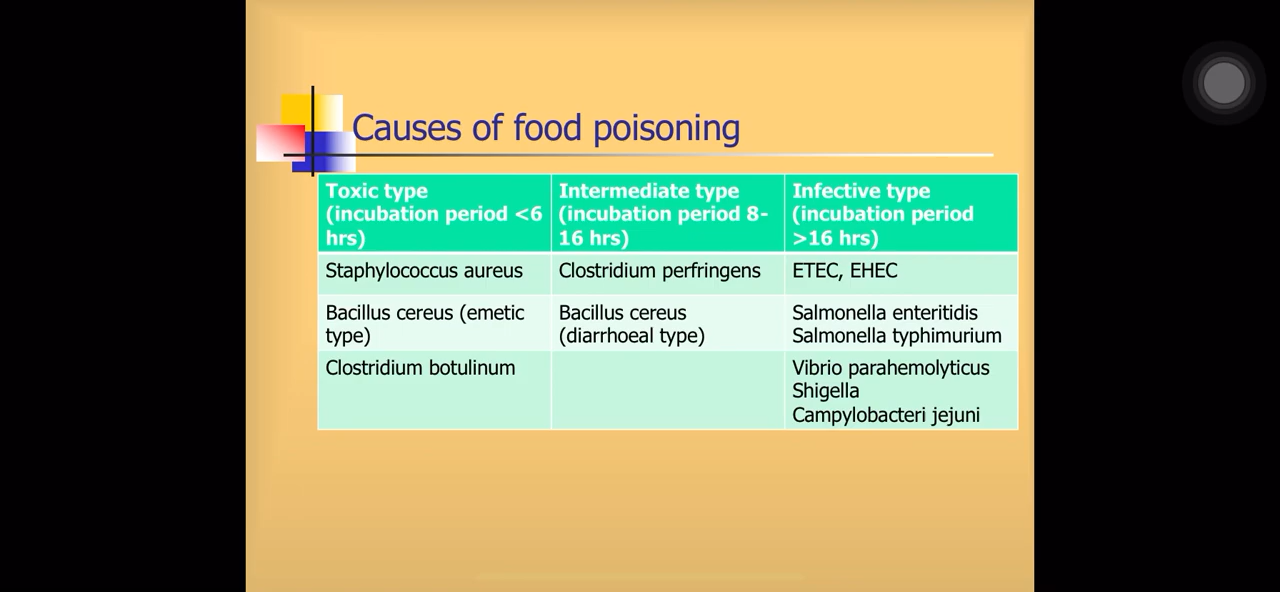 Causes of food poisoning
Toxic type
(incubation period <6
hrs)
Intermediate type
(incubation period 8-
16 hrs)
Infective type
(incubation period
>16 hrs)
Staphylococcus aureus
Clostridium perfringens
ETEC, EHEC
Bacillus cereus (emetic
type)
Bacillus cereus
(diarrhoeal type)
Salmonella enteritidis
Salmonella typhimurium
Clostridium botulinum
Vibrio parahemolyticus
Shigella
Campylobacteri jejuni